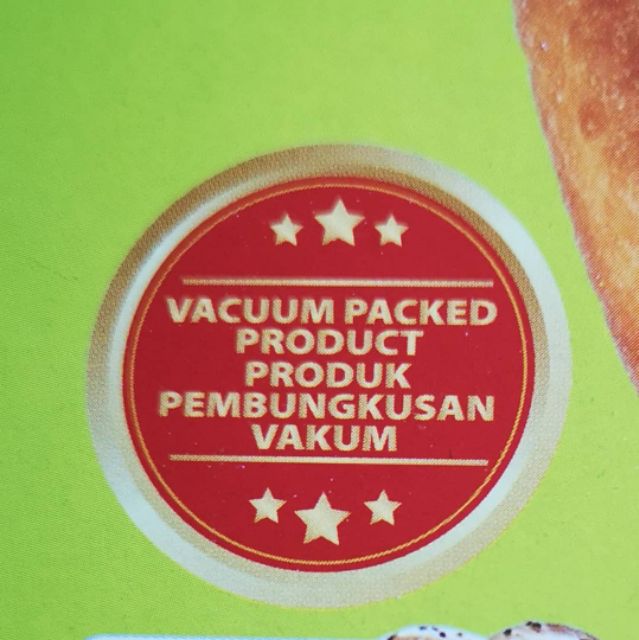 VACUUM PACKED
PRODUCT
PRODUK
PEMBUNGKUSAN
VAKUM